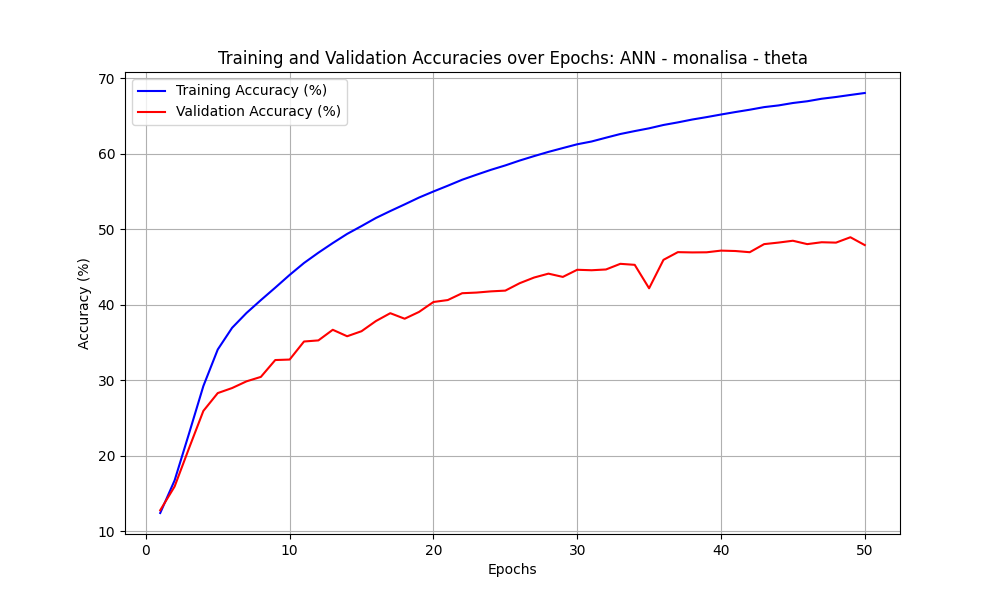 Training and Validation Accuracies over Epochs: ANN - monalisa - theta
Training Accuracy (%)
Validation Accuracy (%)
70
60
50
40
30
20
10
Accuracy (%)
0 10 20 30 40 50
Epochs